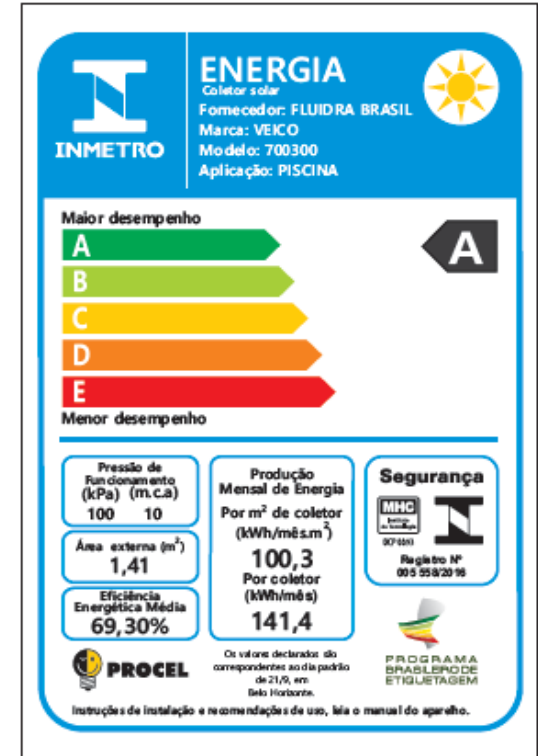 INMETRO
ENERGIA
Coletor solar
Fornecedor: FLUIDRA BRASIL
Marca: VEICO
Modelo: 700300
Aplicação: PISCINA
Maior desempenho
A
A
B
C
D
E
Menor desempenho
Pressão de
Funcionamento
(kPa) (m.c.a)
100 10
Área externa (m²)
1,41
Eficiência
Energética Média
69,30%
PROCEL
Produção
Mensal de Energia
Por m² de coletor
(kWh/mês.m²)
100,3
Por coletor
(kWh/mês)
141,4
Os valores declarados são
correspondentes ao dia padrão
de 21/9, em
Belo Horizonte.
Segurança
MHC
Registro Nº
005 558/2016
PROGRAMA
BRASLERODE
ETIQUETAGEM
Instruções de instalação e recomendações de uso, leia o manual do aparelho.